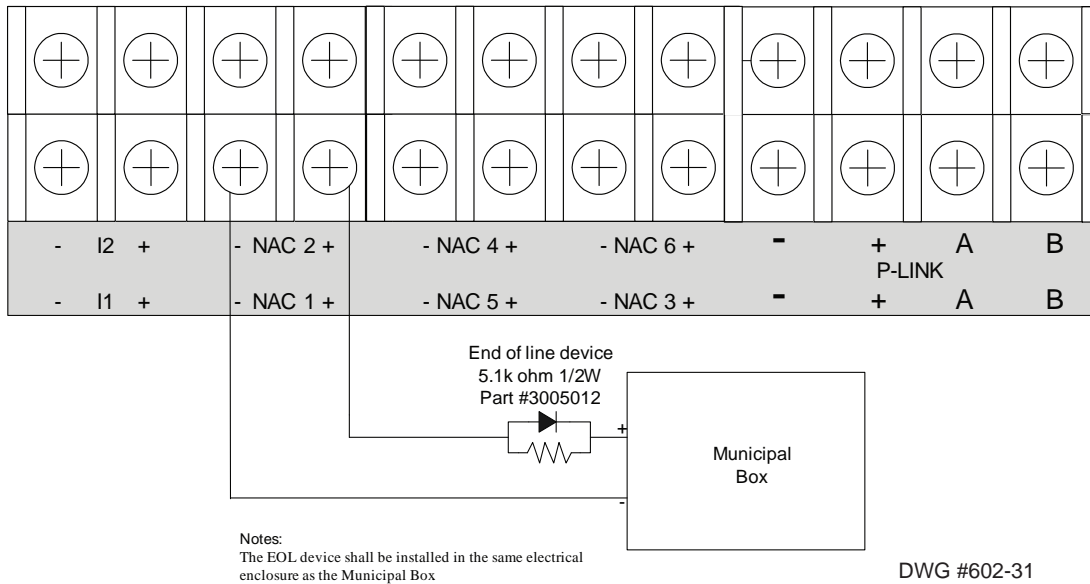 - I2 + - NAC 2 + - NAC 4 + - NAC 6 + - + A B
P-LINK
- I1 + - NAC 1 + - NAC 5 + - NAC 3 + - + A B
End of line device
5.1k ohm 1/2W
Part #3005012
+
Municipal
Box
-
Notes:
The EOL device shall be installed in the same electrical
enclosure as the Municipal Box
DWG #602-31